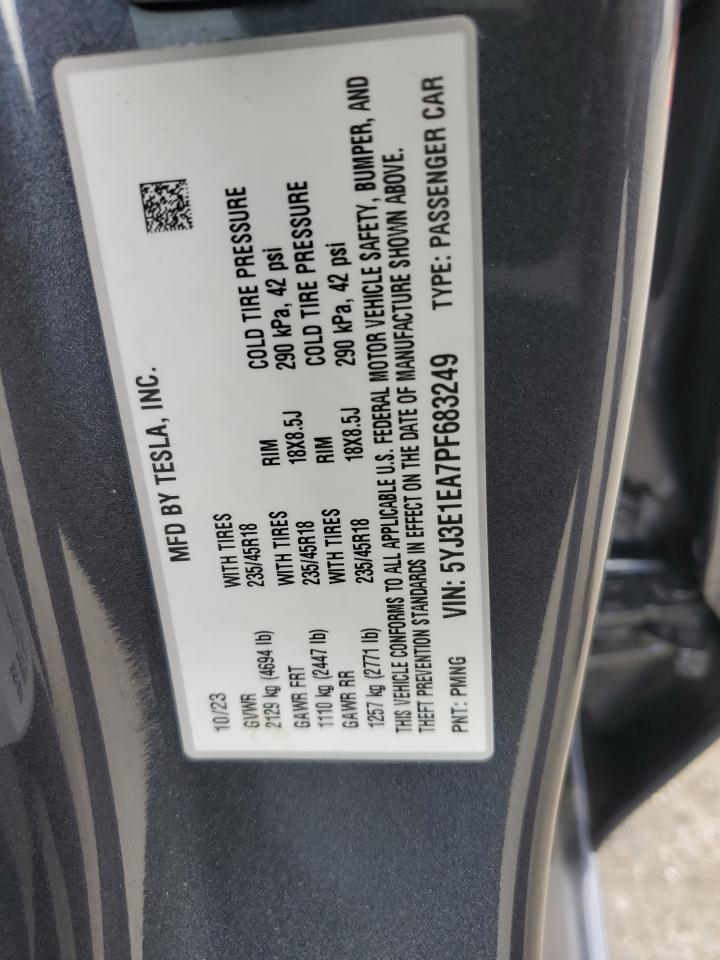 MFD BY TESLA, INC.
10/23
GVWR WITH TIRES RIM COLD TIRE PRESSURE
2129 kg (4694 lb) 235/45R18 18X8.5J 290 kPa, 42 psi
GAWR FRT WITH TIRES RIM COLD TIRE PRESSURE
1110 kg (2447 lb) 235/45R18 18X8.5J 290 kPa, 42 psi
GAWR RR WITH TIRES
1257 kg (2771 lb) 235/45R18
THIS VEHICLE CONFORMS TO ALL APPLICABLE U.S. FEDERAL MOTOR VEHICLE SAFETY, BUMPER, AND
THEFT PREVENTION STANDARDS IN EFFECT ON THE DATE OF MANUFACTURE SHOWN ABOVE.
PNT: PMNG VIN: 5YJ3E1EA7PF683249 TYPE: PASSENGER CAR